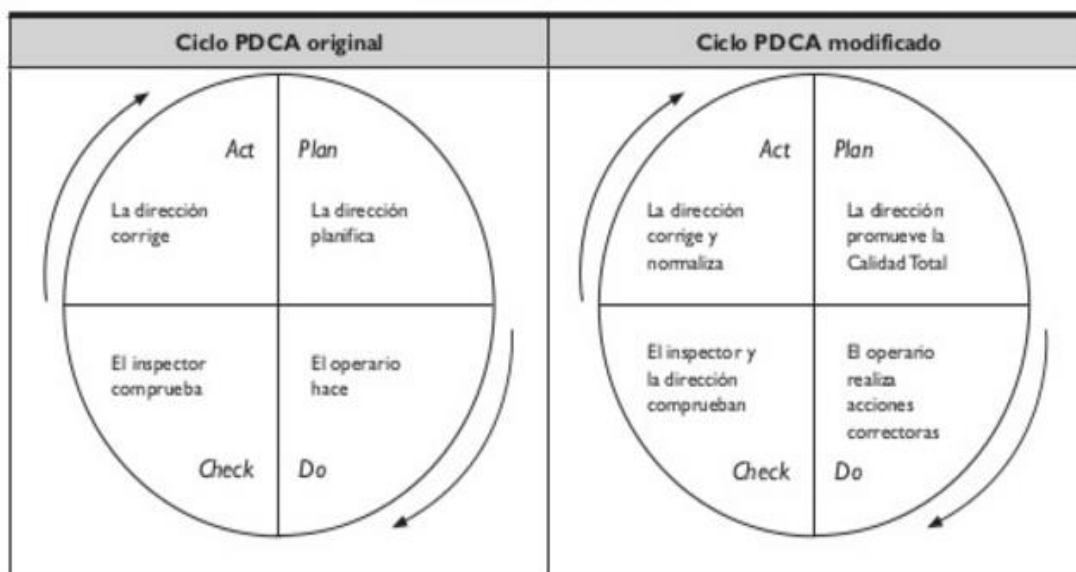 Ciclo PDCA original
Act
Plan
La dirección
corrige
La dirección
planifica
El inspector
comprueba
El operario
hace
Check
Do
Ciclo PDCA modificado
Act
Plan
La dirección
corrige y
normaliza
La dirección
promueve la
Calidad Total
El inspector y
la dirección
comprueban
El operario
realiza
acciones
correctoras
Check
Do